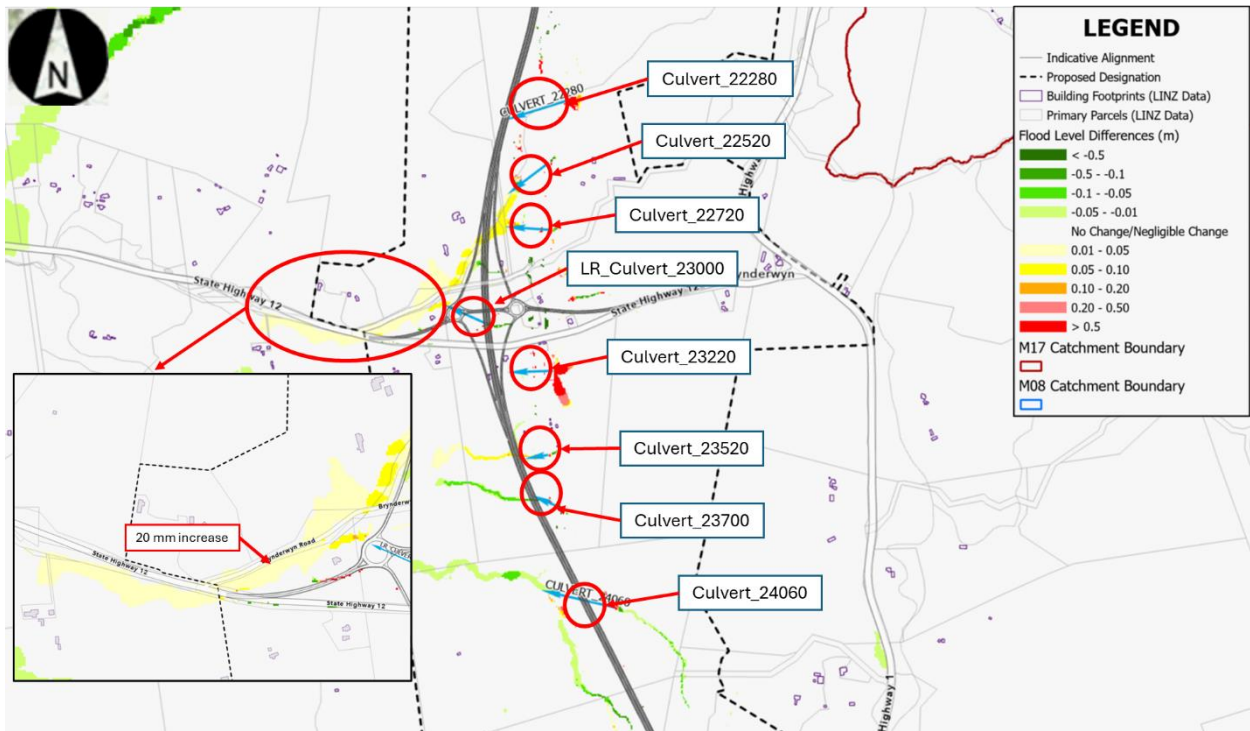 N
CULVERT_22280
Culvert_22280
Culvert_22520
Culvert_22720
LR_Culvert_23000
Highway 1
State Highway 12
State Highway 12
Culvert_23220
Culvert_23520
Culvert_23700
CULVERT_24060
Culvert_24060
Highway 1
20 mm increase
State Highway 12
State Highway 12
LEGEND
Indicative Alignment
Proposed Designation
Building Footprints (LINZ Data)
Primary Parcels (LINZ Data)
Flood Level Differences (m)
< -0.5
-0.5 - -0.1
-0.1 - -0.05
-0.05 - -0.01
No Change/Negligible Change
0.01 - 0.05
0.05 - 0.10
0.10 - 0.20
0.20 - 0.50
> 0.5
M17 Catchment Boundary
M08 Catchment Boundary